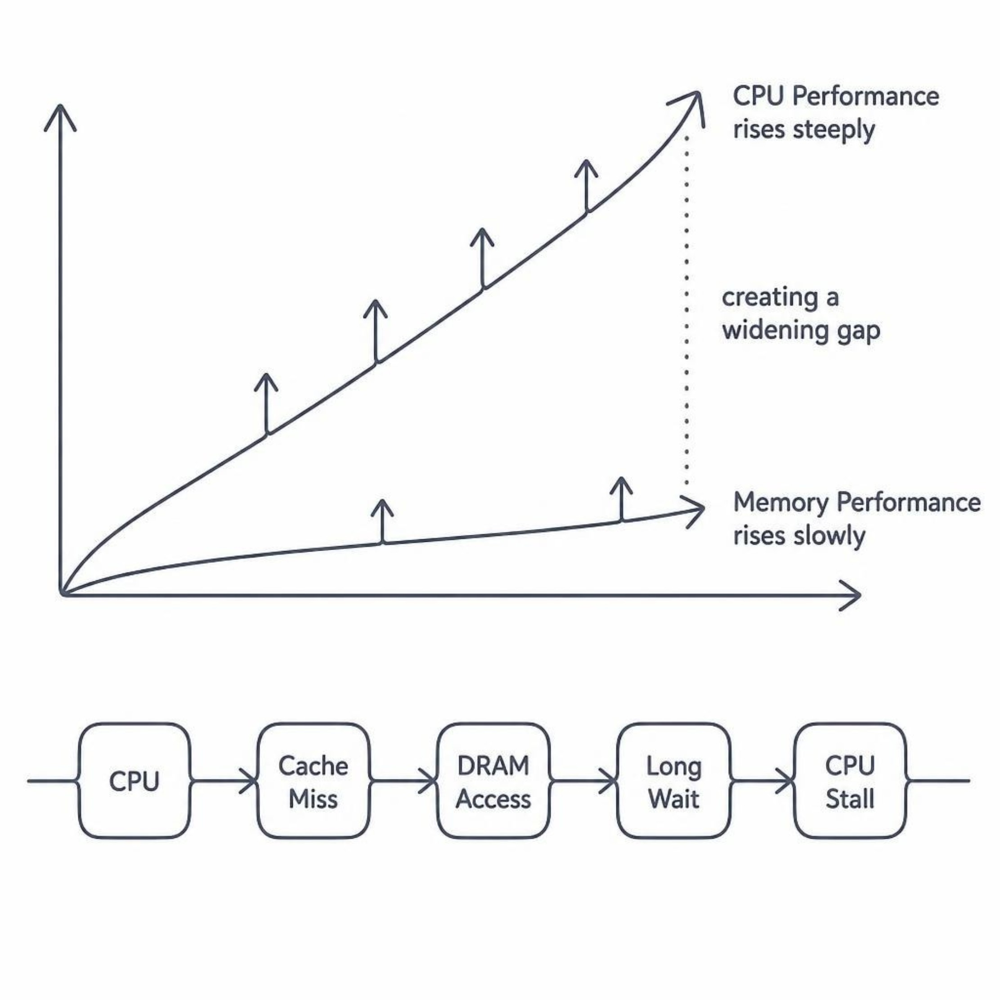 CPU Performance
rises steeply
creating a
widening gap
Memory Performance
rises slowly
CPU
Cache
Miss
DRAM
Access
Long
Wait
CPU
Stall